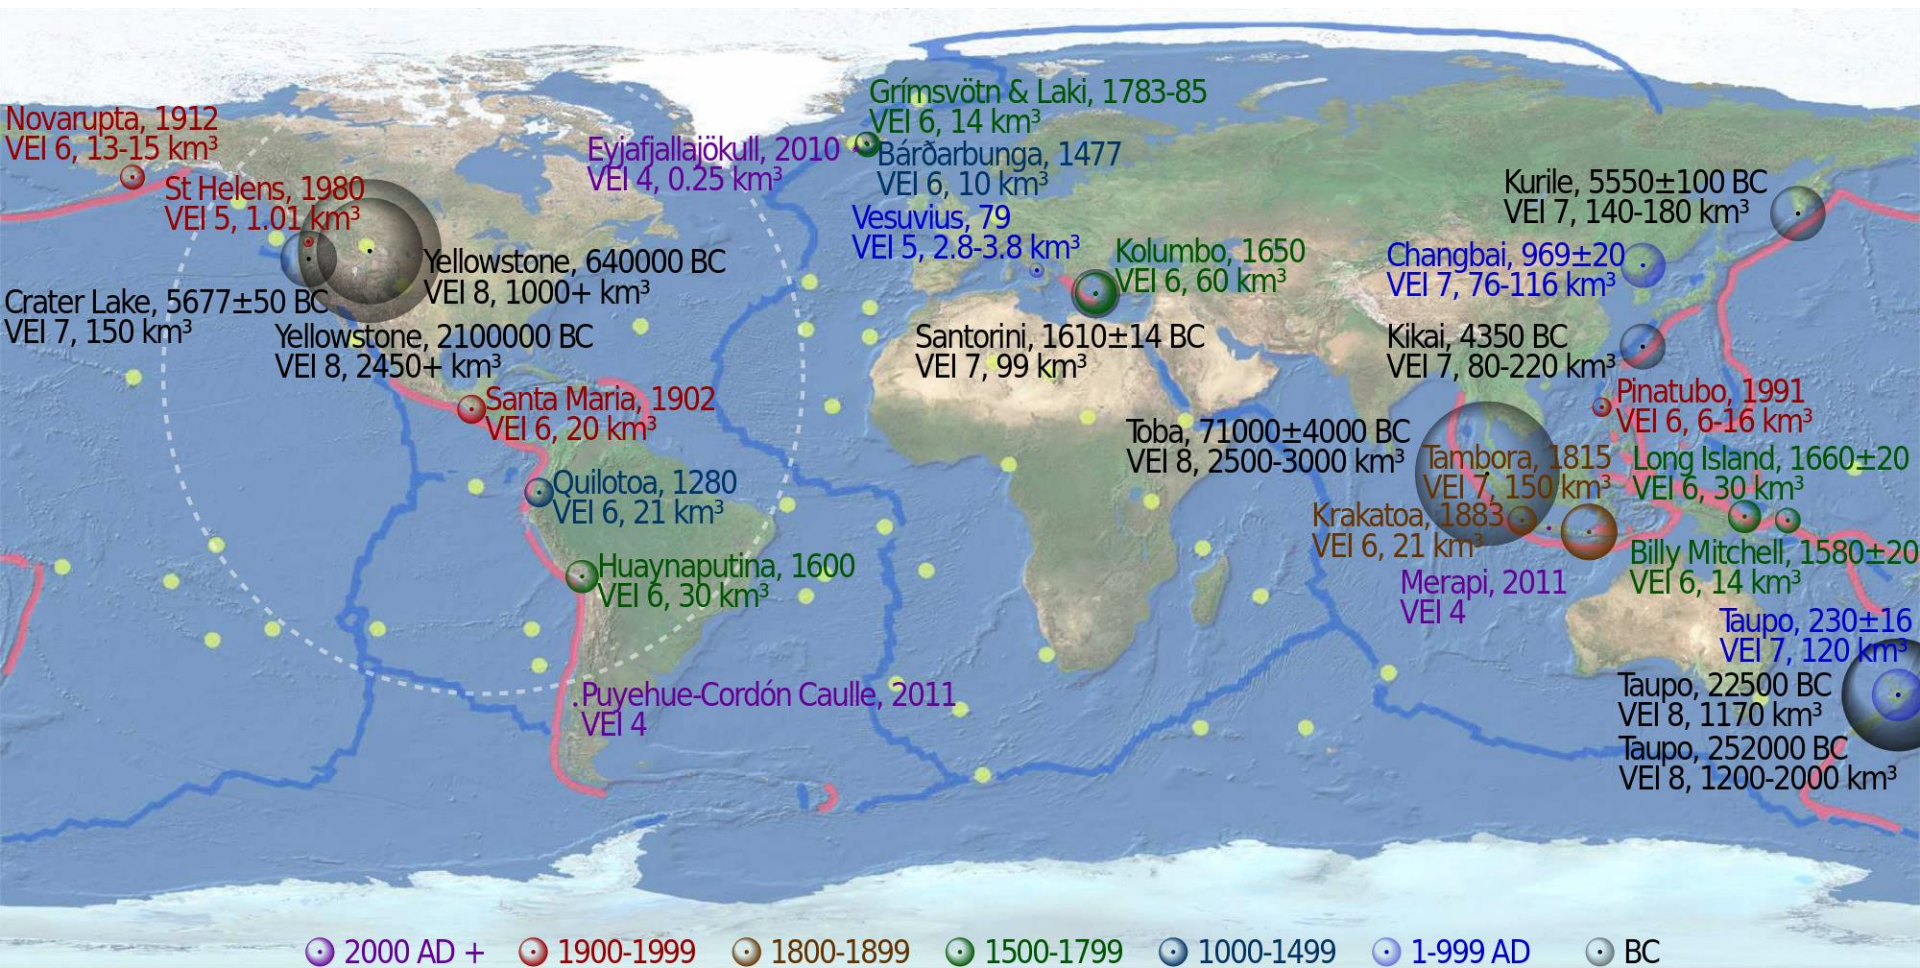 Novarupta, 1912
VEI 6, 13-15 km³
St Helens, 1980
VEI 5, 1.01 km³
Crater Lake, 5677±50 BC
VEI 7, 150 km³
Yellowstone, 640000 BC
VEI 8, 1000+ km³
Yellowstone, 2100000 BC
VEI 8, 2450+ km³
Santa Maria, 1902
VEI 6, 20 km³
Quilotoa, 1280
VEI 6, 21 km³
Huaynaputina, 1600
VEI 6, 30 km³
Puyehue-Cordón Caulle, 2011
VEI 4
Grímsvötn & Laki, 1783-85
VEI 6, 14 km³
Eyjafjallajökull, 2010
VEI 4, 0.25 km³
Bárðarbunga, 1477
VEI 6, 10 km³
Vesuvius, 79
VEI 5, 2.8-3.8 km³
Kolumbo, 1650
VEI 6, 60 km³
Santorini, 1610±14 BC
VEI 7, 99 km³
Kurile, 5550±100 BC
VEI 7, 140-180 km³
Changbai, 969±20
VEI 7, 76-116 km³
Kikai, 4350 BC
VEI 7, 80-220 km³
Pinatubo, 1991
VEI 6, 6-16 km³
Toba, 71000±4000 BC
VEI 8, 2500-3000 km³
Tambora, 1815
VEI 7, 150 km³
Long Island, 1660±20
VEI 6, 30 km³
Krakatoa, 1883
VEI 6, 21 km³
Billy Mitchell, 1580±20
VEI 6, 14 km³
Merapi, 2011
VEI 4
Taupo, 230±16
VEI 7, 120 km³
Taupo, 22500 BC
VEI 8, 1170 km³
Taupo, 252000 BC
VEI 8, 1200-2000 km³
2000 AD + 1900-1999 1800-1899 1500-1799 1000-1499 1-999 AD BC